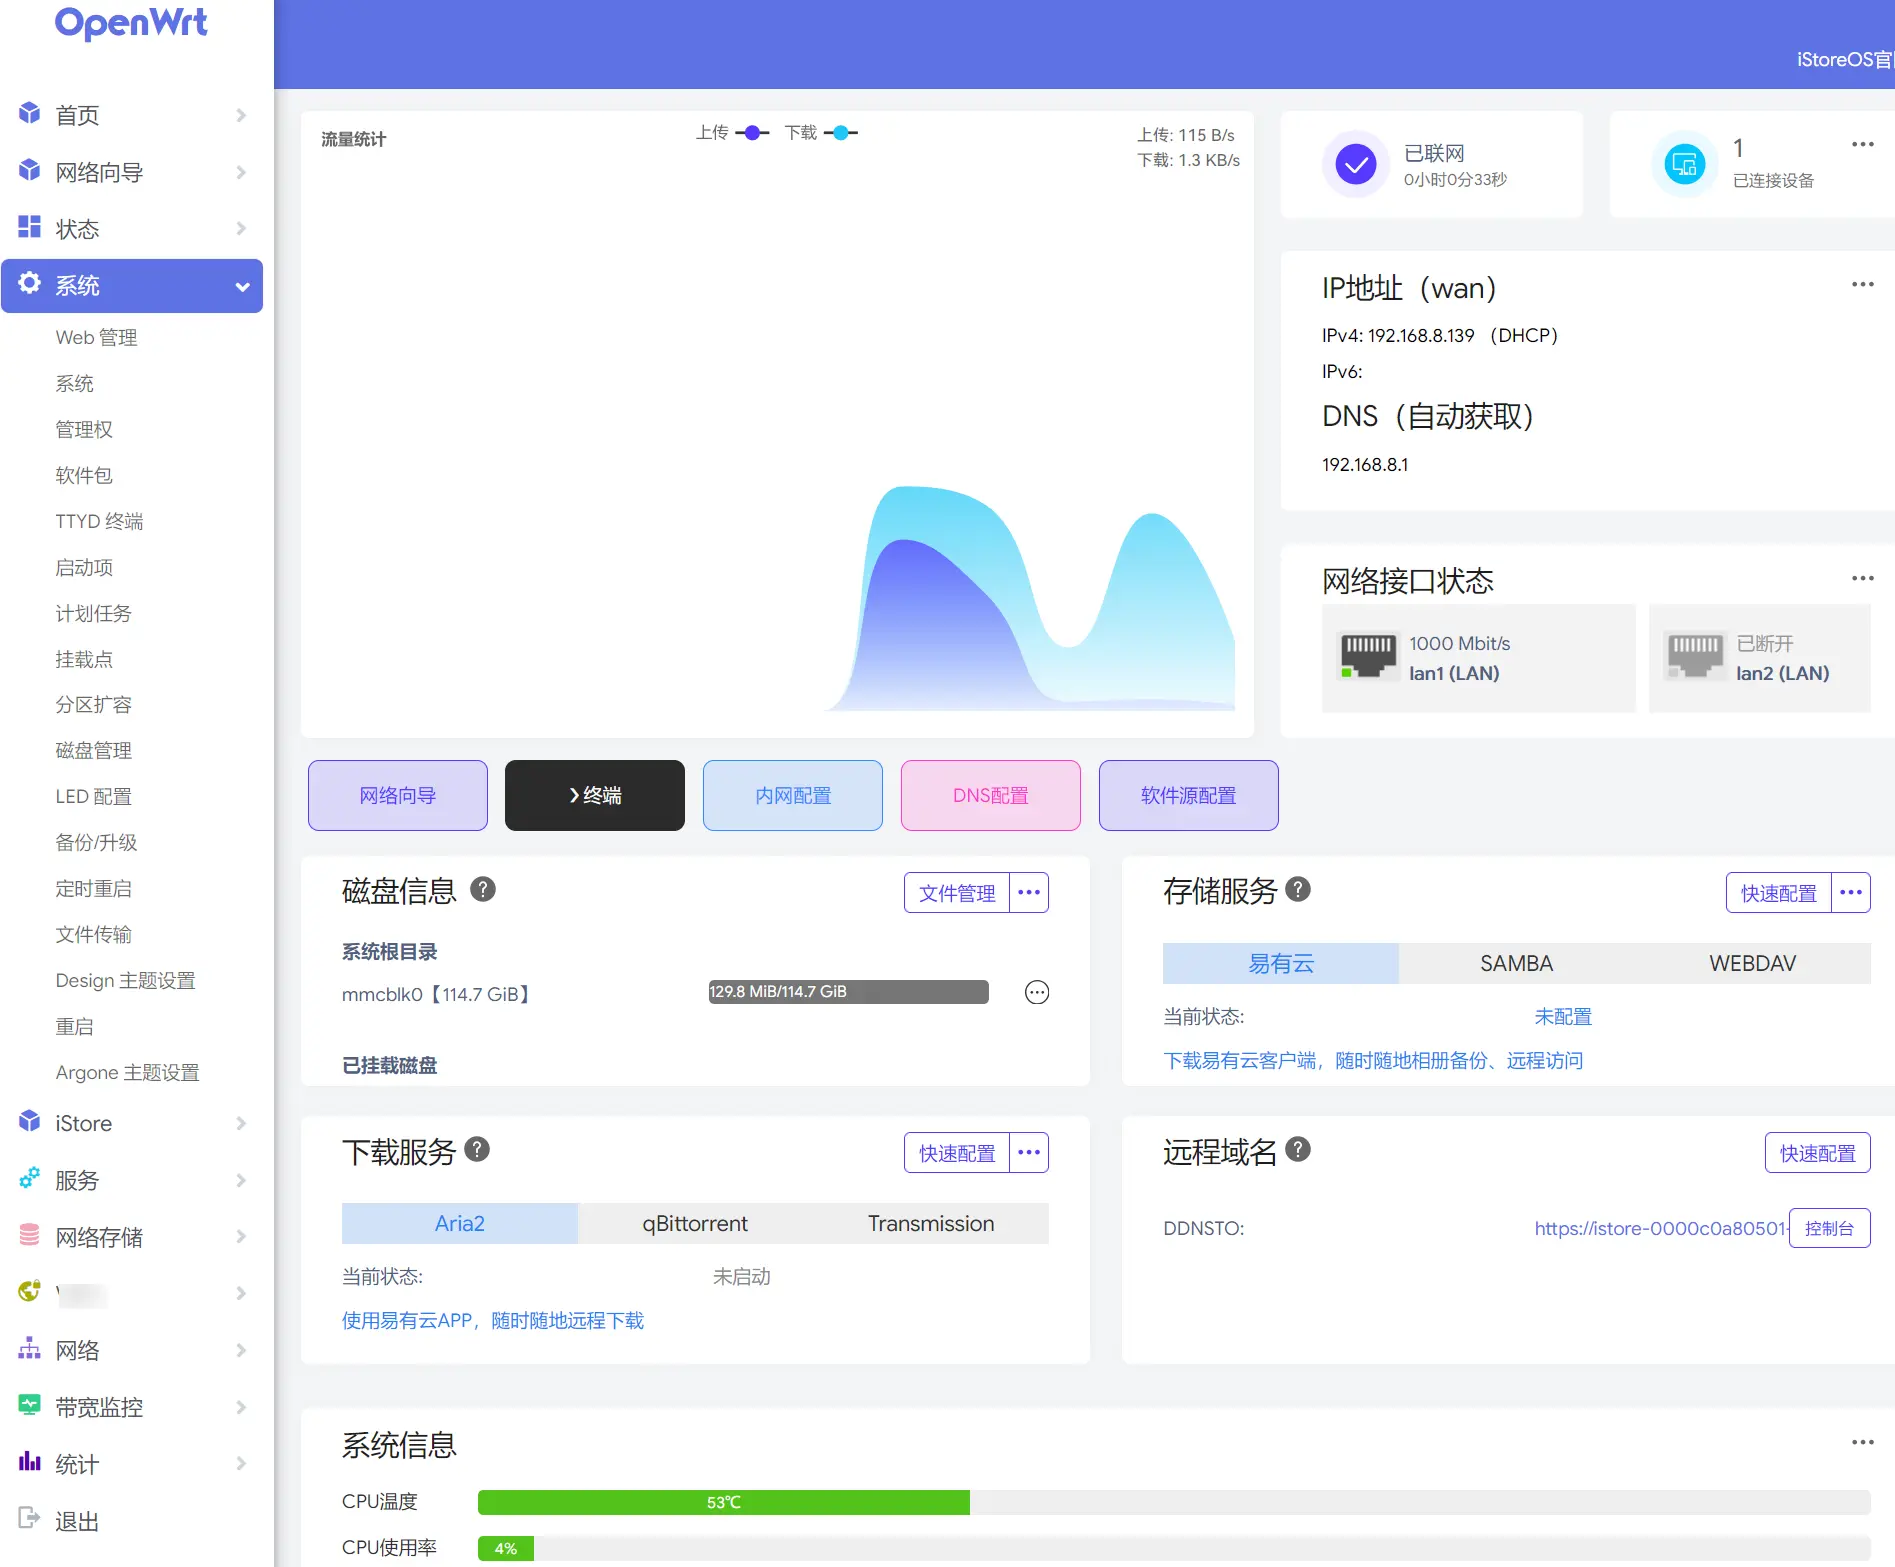 OpenWrt
首页
网络向导
状态
系统
Web 管理
系统
管理权
软件包
TTYD 终端
启动项
计划任务
挂载点
分区扩容
磁盘管理
LED 配置
备份/升级
定时重启
文件传输
Design 主题设置
重启
Argone 主题设置
iStore
服务
网络存储
网络
带宽监控
统计
退出
iStoreOS官
流量统计
上传
下载
上传: 115 B/s
下载: 1.3 KB/s
已联网
0小时0分33秒
1
已连接设备
IP地址（wan）
IPv4: 192.168.8.139 （DHCP）
IPv6:
DNS（自动获取）
192.168.8.1
网络接口状态
1000 Mbit/s
lan1 (LAN)
已断开
lan2 (LAN)
网络向导
终端
内网配置
DNS配置
软件源配置
磁盘信息
文件管理
系统根目录
mmcblk0【114.7 GiB】
129.8 MiB/114.7 GiB
已挂载磁盘
存储服务
快速配置
易有云
SAMBA
WEBDAV
当前状态:
未配置
下载易有云客户端，随时随地相册备份、远程访问
下载服务
快速配置
Aria2
qBittorrent
Transmission
当前状态:
未启动
使用易有云APP，随时随地远程下载
远程域名
快速配置
DDNSTO:
https://istore-0000c0a80501-
控制台
系统信息
CPU温度
53℃
CPU使用率
4%